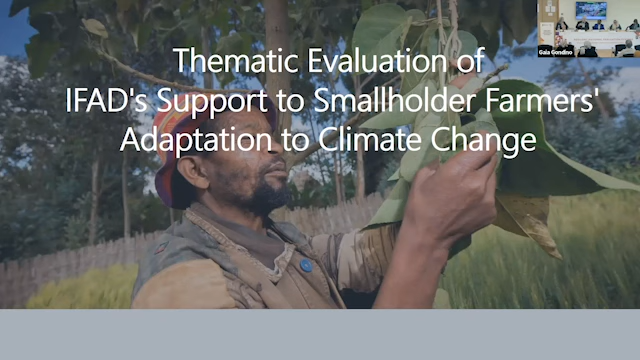 Thematic Evaluation of
IFAD's Support to Smallholder Farmers'
Adaptation to Climate Change
Gaia Gondino